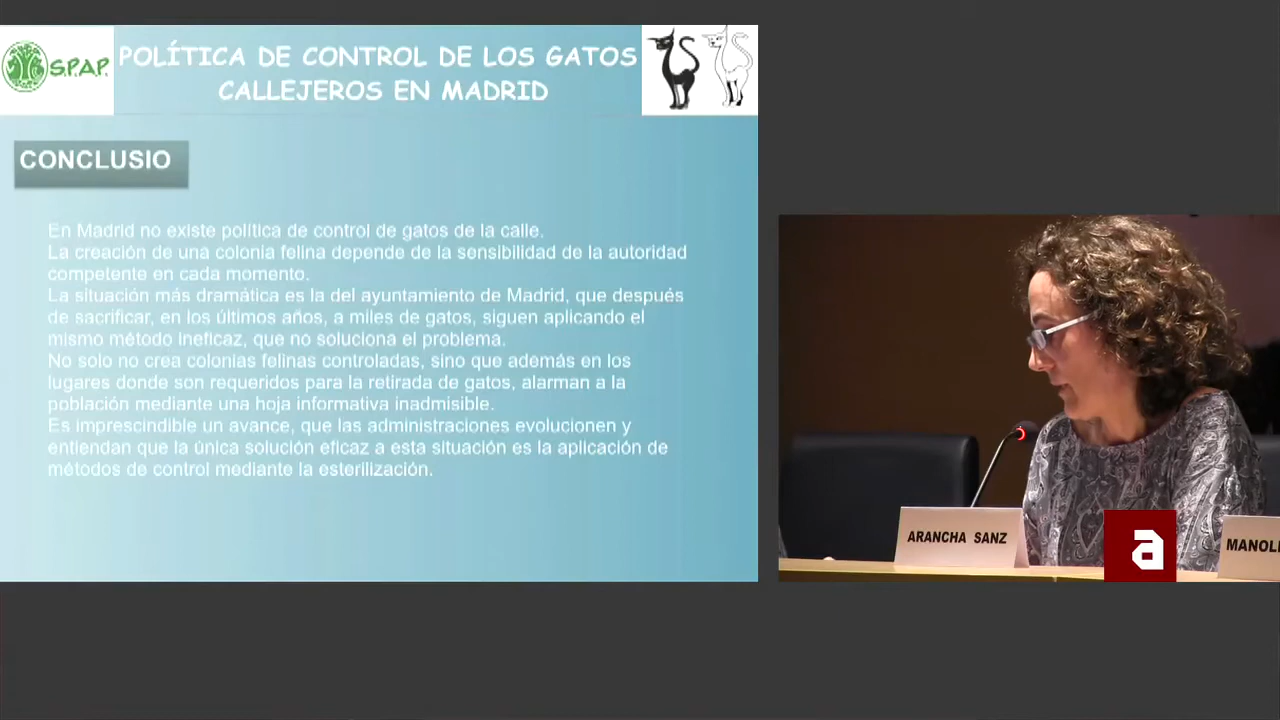 S.P.A.P.
POLÍTICA DE CONTROL DE LOS GATOS
CALLEJEROS EN MADRID
CONCLUSIO
En Madrid no existe política de control de gatos de la calle.
La creación de una colonia felina depende de la sensibilidad de la autoridad
competente en cada momento.
La situación más dramática es la del ayuntamiento de Madrid, que después
de sacrificar, en los últimos años, a miles de gatos, siguen aplicando el
mismo método ineficaz, que no soluciona el problema.
No solo no crea colonias felinas controladas, sino que además en los
lugares donde son requeridos para la retirada de gatos, alarman a la
población mediante una hoja informativa inadmisible.
Es imprescindible un avance, que las administraciones evolucionen y
entiendan que la única solución eficaz a esta situación es la aplicación de
métodos de control mediante la esterilización.
ARANCHA SANZ
a
MANOL